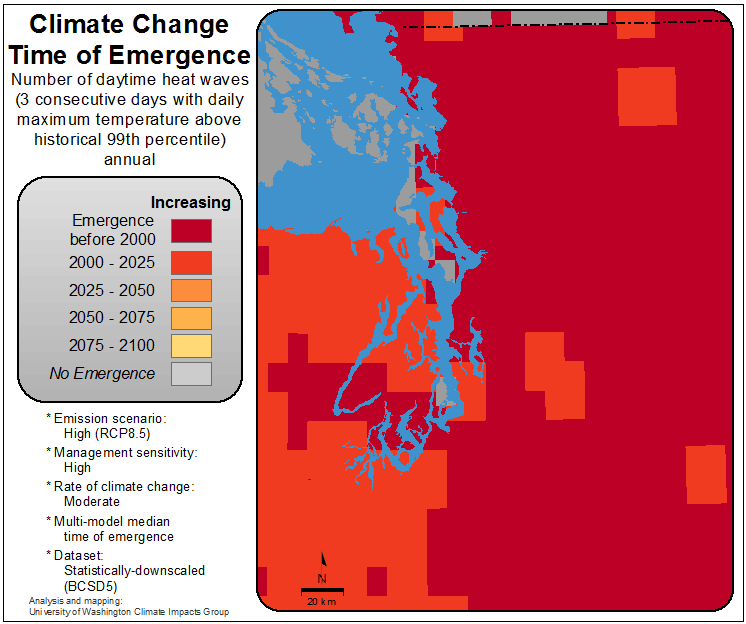 Climate Change
Time of Emergence
Number of daytime heat waves
(3 consecutive days with daily
maximum temperature above
historical 99th percentile)
annual
Increasing
Emergence
before 2000
2000 - 2025
2025 - 2050
2050 - 2075
2075 - 2100
No Emergence
* Emission scenario:
High (RCP8.5)
* Management sensitivity:
High
* Rate of climate change:
Moderate
* Multi-model median
time of emergence
* Dataset:
Statistically-downscaled
(BCSD5)
Analysis and mapping:
University of Washington Climate Impacts Group
N
20 km